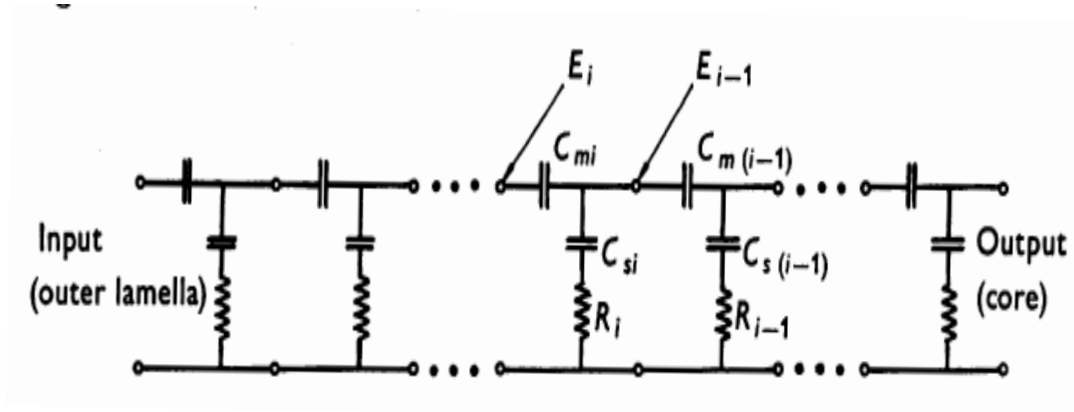 E i
E i–1
C mi
C m (i–1)
Input
(outer lamella)
C si
C s (i–1)
Output
(core)
R i
R i–1